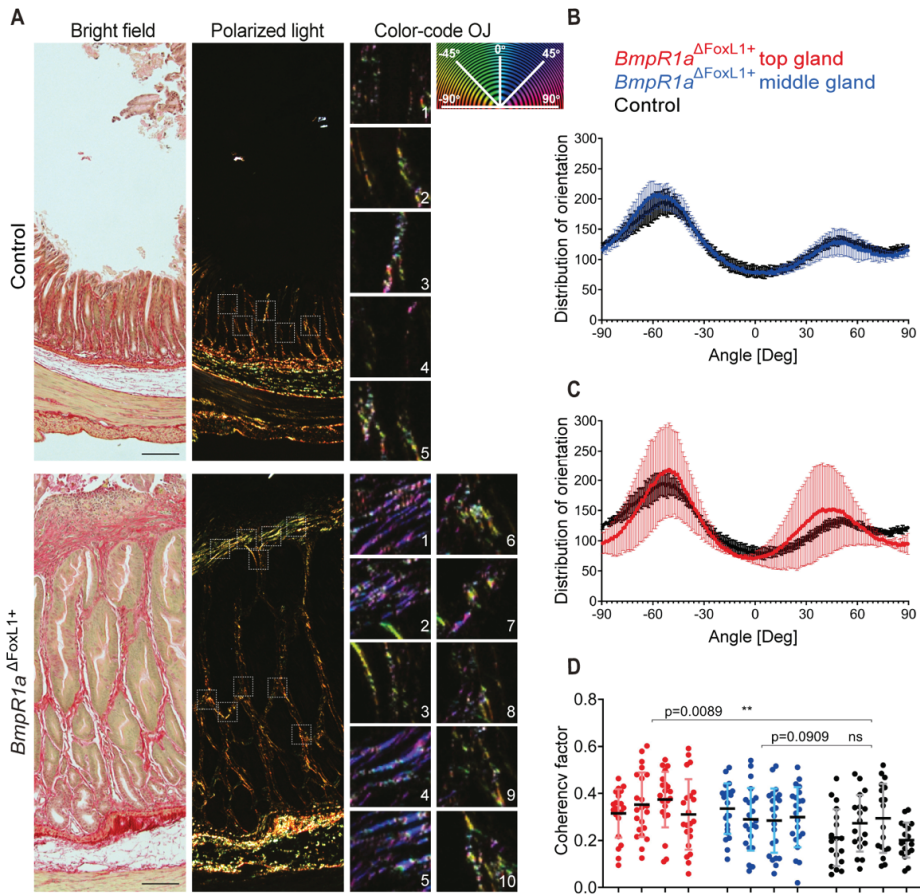 A
Bright field
Polarized light
Color-code OJ
Control
-45°
0°
45°
-90°
90°
1
2
3
4
5
BmpR1a ΔFoxL1+
1
2
3
4
5
6
7
8
9
10
B
BmpR1a ΔFoxL1+ top gland
BmpR1a ΔFoxL1+ middle gland
Control
Distribution of orientation
300
250
200
150
100
50
0
-90
-60
-30
0
30
60
90
Angle [Deg]
C
Distribution of orientation
300
250
200
150
100
50
0
-90
-60
-30
0
30
60
90
Angle [Deg]
D
Coherency factor
0.8
0.6
0.4
0.2
0
p=0.0089 **
p=0.0909 ns